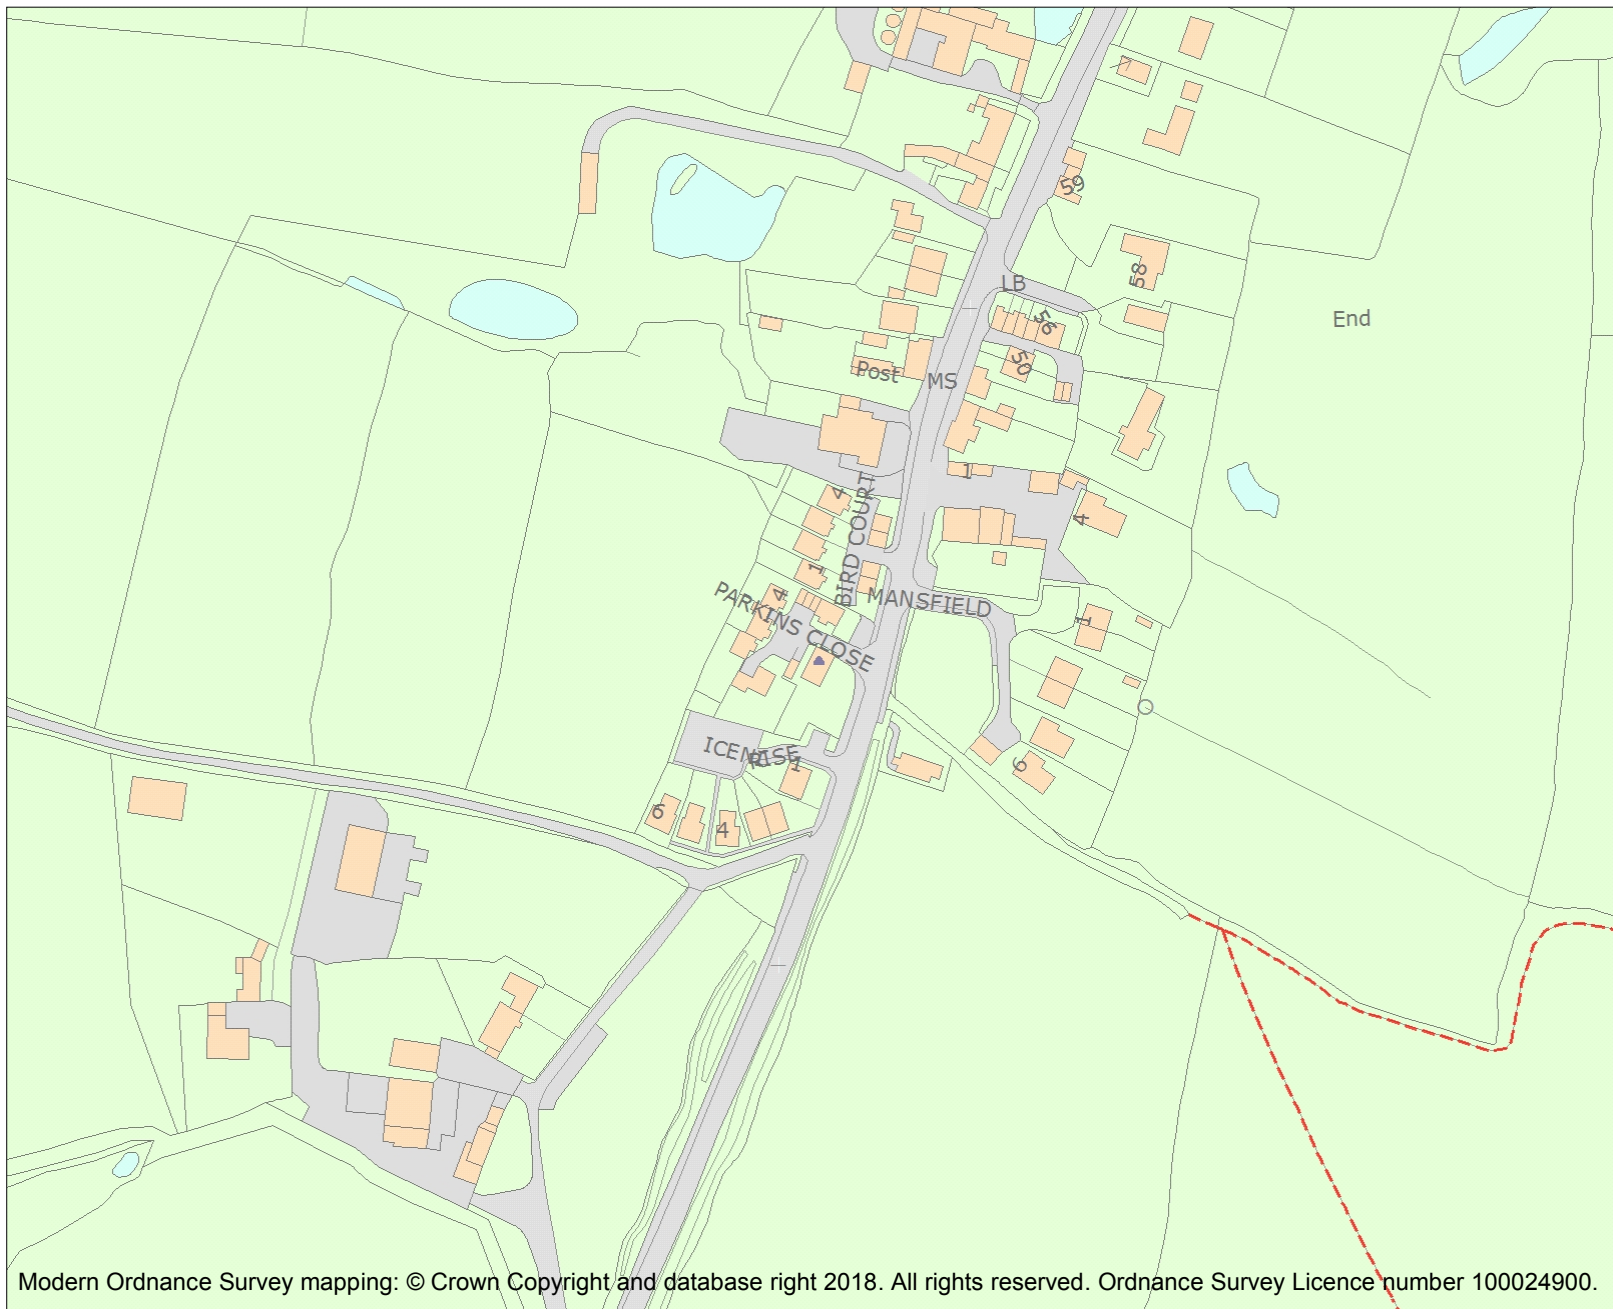 7
59
58
LB
56
End
50
Post
MS
1
4
4
BIRD COURT
1
4
PARKINS CLOSE
MANSFIELD
1
ICENI
RISE
1
6
6
4
Modern Ordnance Survey mapping: © Crown Copyright and database right 2018. All rights reserved. Ordnance Survey Licence number 100024900.